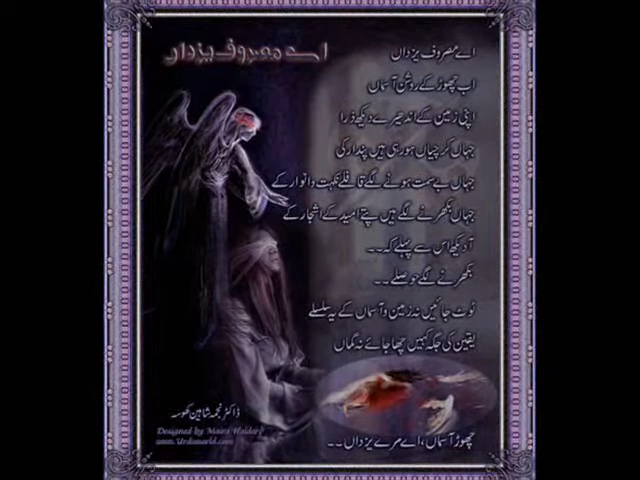 اے مصروف یزداں
اے مصروف یزداں
اب چھوڑ کے روشن آسماں
اپنی زمین کے اندھیرے دیکھ ذرا
جہاں کرچیاں ہو رہی ہیں پندار کی
جہاں بے سمت ہونے لگے قافلے نکہت و انوار کے
جہاں بکھرنے لگے ہیں پتے امید کے اشجار کے
آ دیکھ اس سے پہلے کہ۔۔
بکھرنے لگے حوصلے۔۔
ٹوٹ جائیں نہ زمین و آسماں کے یہ سلسلے
یقین کی جگہ کہیں چھا جائے نہ گماں
چھوڑ آسماں، اے مرے یزداں۔۔
ڈاکٹر نجمہ شاہین کھوسہ
Designed by Maira Haider
www.Urduworld.com